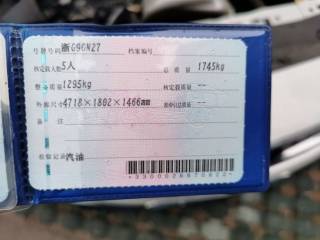 号牌号码 浙G9GN27 档案编号
核定载人数 5人 总质量 1745kg
整备质量 1295kg 核定载质量 --
外廓尺寸 4718×1802×1466mm 准牵引总质量 --
备注
检验记录 汽油
*3300026870822*